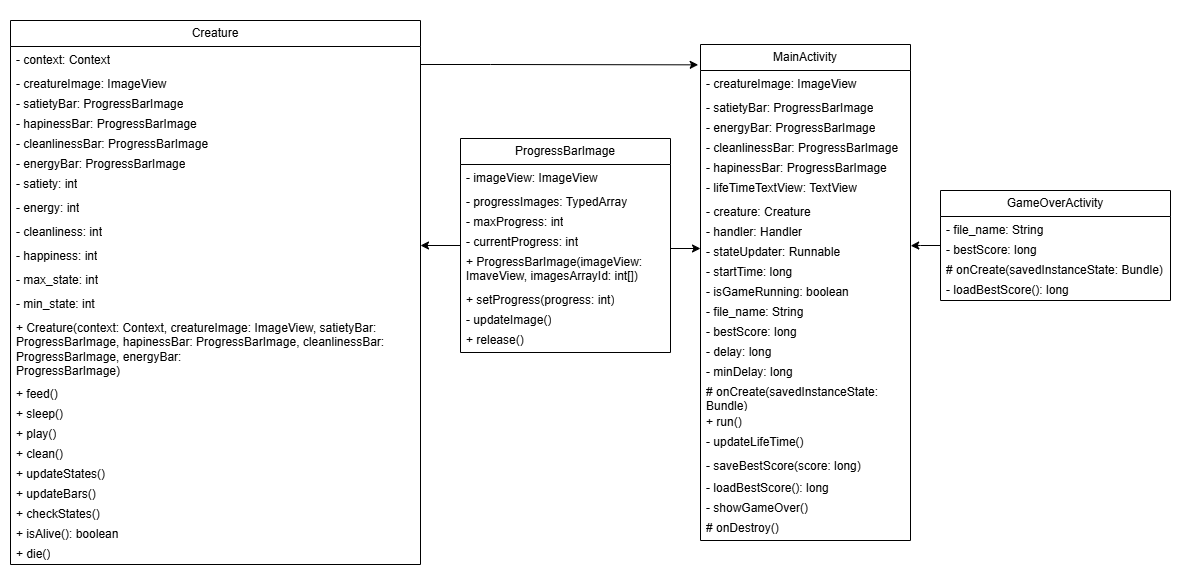 Creature
- context: Context
- creatureImage: ImageView
- satietyBar: ProgressBarImage
- hapinessBar: ProgressBarImage
- cleanlinessBar: ProgressBarImage
- energyBar: ProgressBarImage
- satiety: int
- energy: int
- cleanliness: int
- happiness: int
- max_state: int
- min_state: int
+ Creature(context: Context, creatureImage: ImageView, satietyBar:
ProgressBarImage, hapinessBar: ProgressBarImage, cleanlinessBar:
ProgressBarImage, energyBar:
ProgressBarImage)
+ feed()
+ sleep()
+ play()
+ clean()
+ updateStates()
+ updateBars()
+ checkStates()
+ isAlive(): boolean
+ die()
ProgressBarImage
- imageView: ImageView
- progressImages: TypedArray
- maxProgress: int
- currentProgress: int
+ ProgressBarImage(imageView:
ImaveView, imagesArrayId: int[])
+ setProgress(progress: int)
- updateImage()
+ release()
MainActivity
- creatureImage: ImageView
- satietyBar: ProgressBarImage
- energyBar: ProgressBarImage
- cleanlinessBar: ProgressBarImage
- hapinessBar: ProgressBarImage
- lifeTimeTextView: TextView
- creature: Creature
- handler: Handler
- stateUpdater: Runnable
- startTime: long
- isGameRunning: boolean
- file_name: String
- bestScore: long
- delay: long
- minDelay: long
# onCreate(savedInstanceState:
Bundle)
+ run()
- updateLifeTime()
- saveBestScore(score: long)
- loadBestScore(): long
- showGameOver()
# onDestroy()
GameOverActivity
- file_name: String
- bestScore: long
# onCreate(savedInstanceState: Bundle)
- loadBestScore(): long